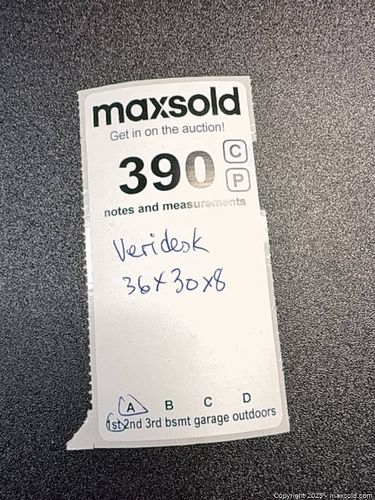 maxsold
Get in on the auction!
390 C
P
notes and measurements
Veridesk
36x30x8
A B C D
1st 2nd 3rd bsmt garage outdoors
Copyright 2025 - maxsold.com